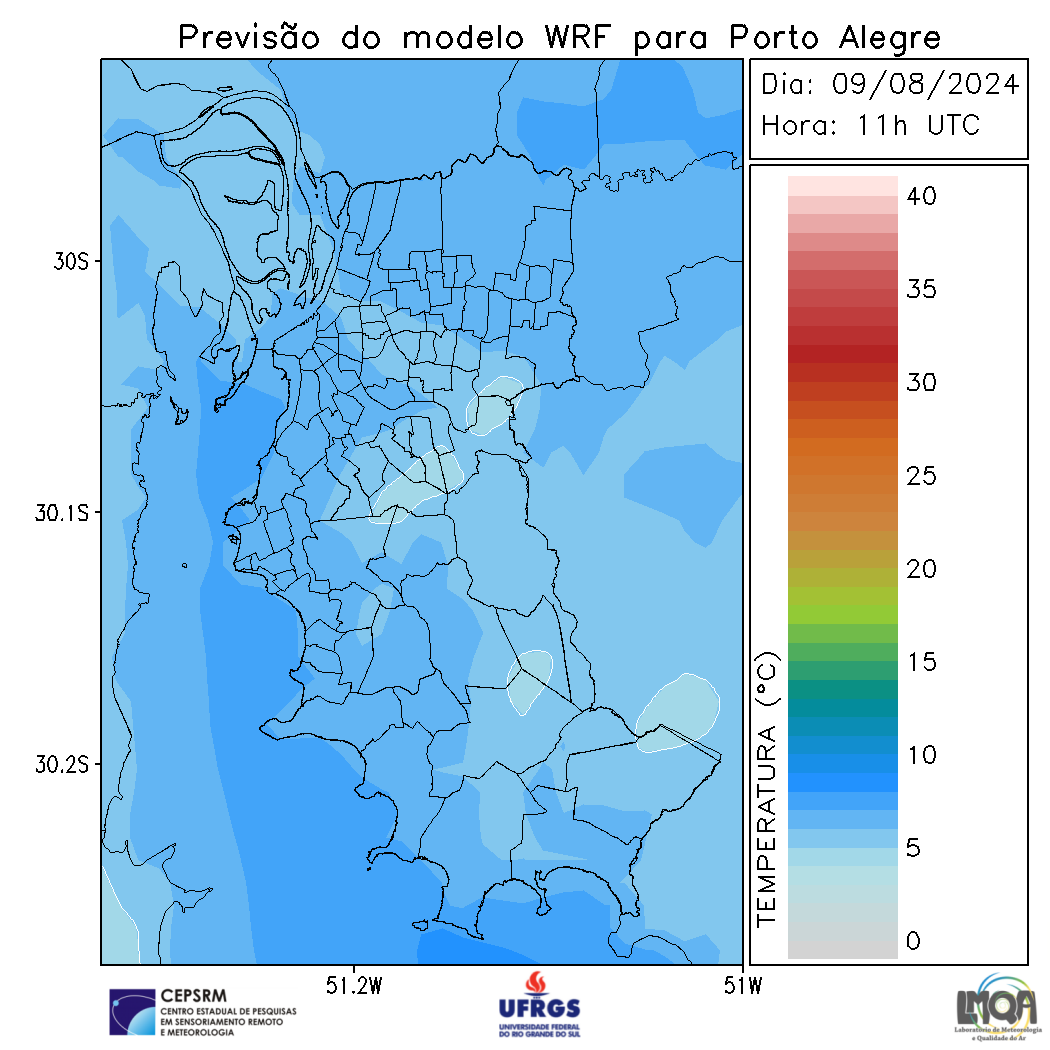 Previsão do modelo WRF para Porto Alegre
Dia: 09/08/2024
Hora: 11h UTC
30S
30.1S
30.2S
51.2W
51W
TEMPERATURA (°C)
40
35
30
25
20
15
10
5
0
CEPSRM
CENTRO ESTADUAL DE PESQUISAS
EM SENSORIAMENTO REMOTO
E METEOROLOGIA
UFRGS
UNIVERSIDADE FEDERAL
DO RIO GRANDE DO SUL
LMQA
Laboratório de Meteorologia
e Qualidade do Ar